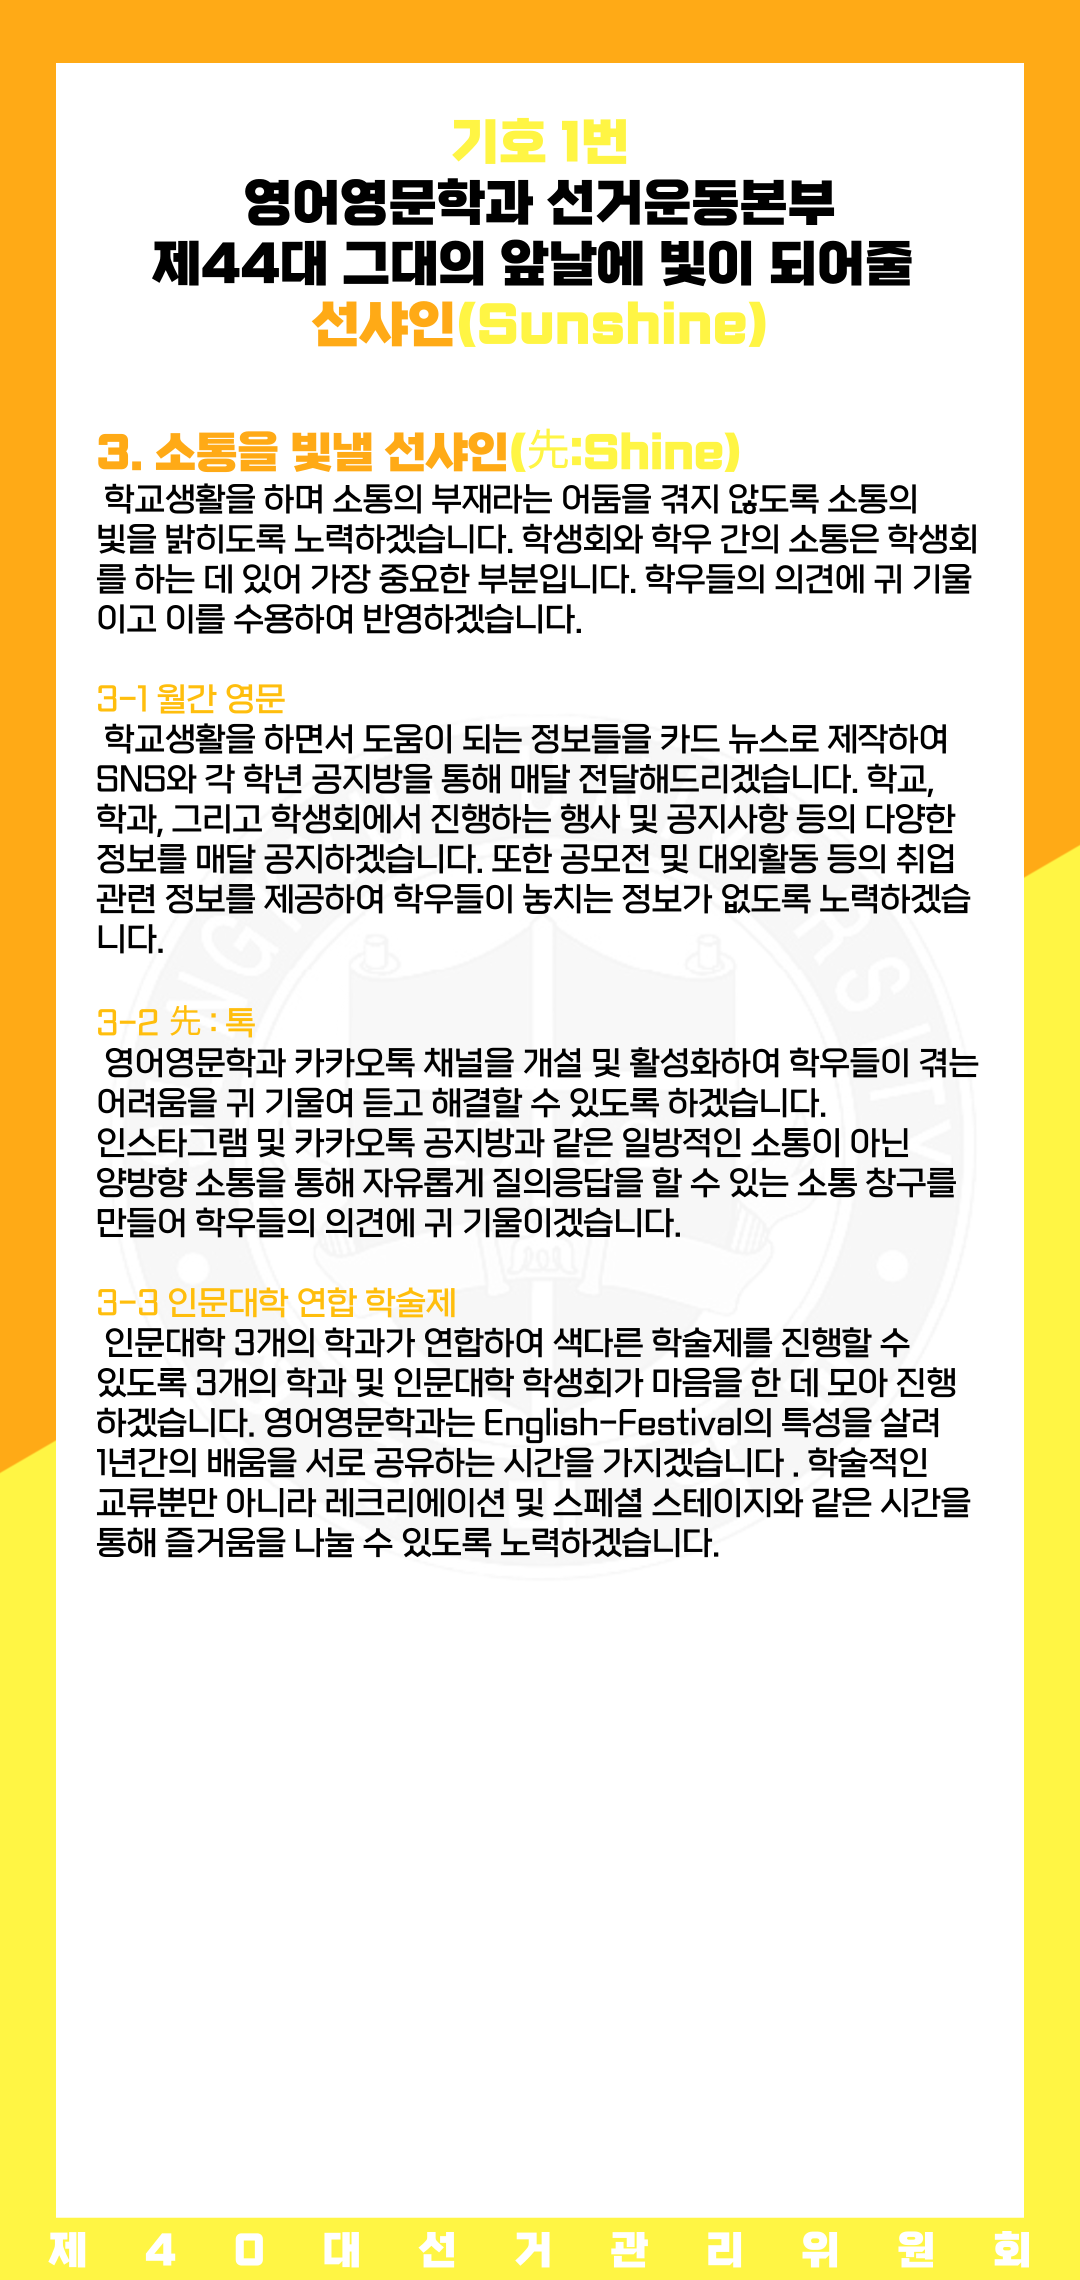 기호 1번
영어영문학과 선거운동본부
제44대 그대의 앞날에 빛이 되어줄
선샤인(Sunshine)
3. 소통을 빛낼 선샤인(先:Shine)
학교생활을 하며 소통의 부재라는 어둠을 겪지 않도록 소통의
빛을 밝히도록 노력하겠습니다. 학생회와 학우 간의 소통은 학생회
를 하는 데 있어 가장 중요한 부분입니다. 학우들의 의견에 귀 기울
이고 이를 수용하여 반영하겠습니다.
3-1 월간 영문
학교생활을 하면서 도움이 되는 정보들을 카드 뉴스로 제작하여
SNS와 각 학년 공지방을 통해 매달 전달해드리겠습니다. 학교,
학과, 그리고 학생회에서 진행하는 행사 및 공지사항 등의 다양한
정보를 매달 공지하겠습니다. 또한 공모전 및 대외활동 등의 취업
관련 정보를 제공하여 학우들이 놓치는 정보가 없도록 노력하겠습
니다.
3-2 先 : 톡
영어영문학과 카카오톡 채널을 개설 및 활성화하여 학우들이 겪는
어려움을 귀 기울여 듣고 해결할 수 있도록 하겠습니다.
인스타그램 및 카카오톡 공지방과 같은 일방적인 소통이 아닌
양방향 소통을 통해 자유롭게 질의응답을 할 수 있는 소통 창구를
만들어 학우들의 의견에 귀 기울이겠습니다.
3-3 인문대학 연합 학술제
인문대학 3개의 학과가 연합하여 색다른 학술제를 진행할 수
있도록 3개의 학과 및 인문대학 학생회가 마음을 한 데 모아 진행
하겠습니다. 영어영문학과는 English-Festival의 특성을 살려
1년간의 배움을 서로 공유하는 시간을 가지겠습니다 . 학술적인
교류뿐만 아니라 레크리에이션 및 스페셜 스테이지와 같은 시간을
통해 즐거움을 나눌 수 있도록 노력하겠습니다.
제40대선거관리위원회